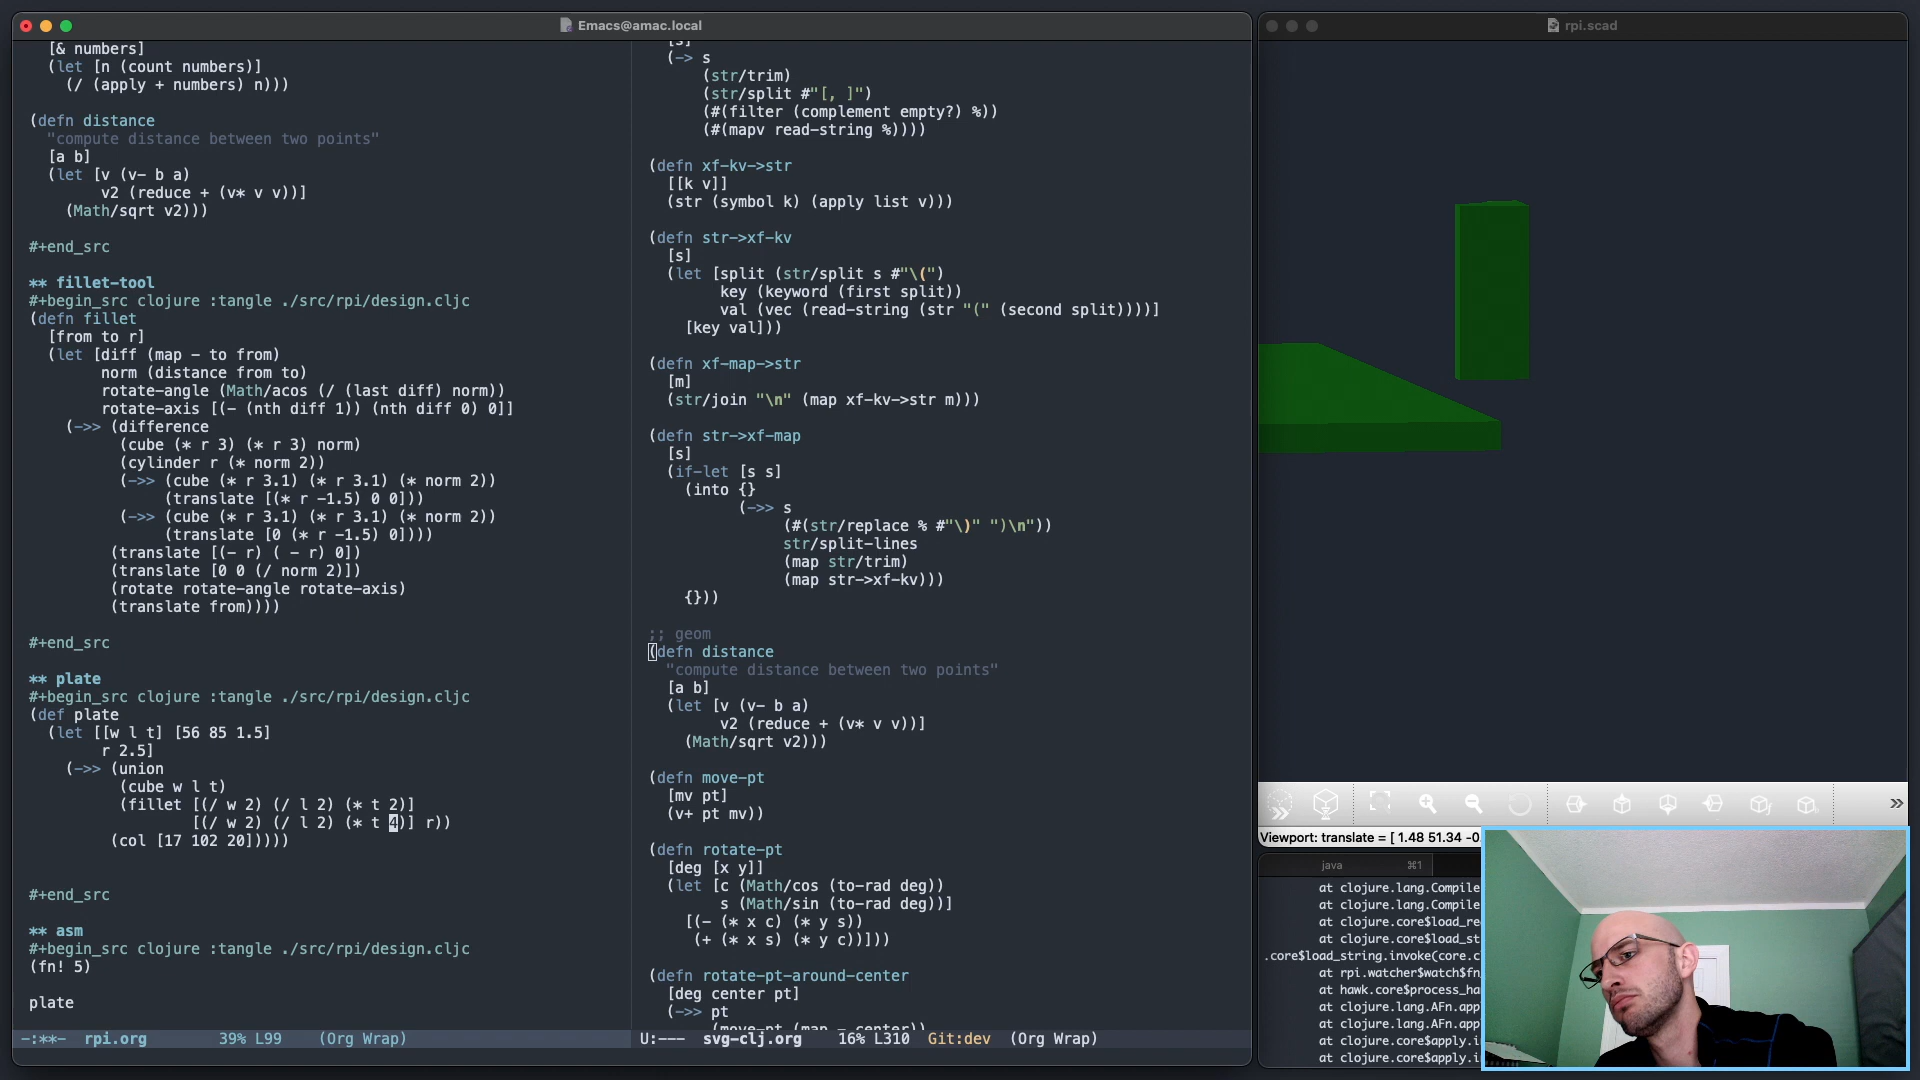 Emacs@amac.local
[& numbers]
(let [n (count numbers)]
(/ (apply + numbers) n)))
(defn distance
"compute distance between two points"
[a b]
(let [v (v- b a)
v2 (reduce + (v* v v))]
(Math/sqrt v2)))
#+end_src
** fillet-tool
#+begin_src clojure :tangle ./src/rpi/design.cljc
(defn fillet
[from to r]
(let [diff (map - to from)
norm (distance from to)
rotate-angle (Math/acos (/ (last diff) norm))
rotate-axis [(- (nth diff 1)) (nth diff 0) 0]]
(->> (difference
(cube (* r 3) (* r 3) norm)
(cylinder r (* norm 2))
(->> (cube (* r 3.1) (* r 3.1) (* norm 2))
(translate [(* r -1.5) 0 0]))
(->> (cube (* r 3.1) (* r 3.1) (* norm 2))
(translate [0 (* r -1.5) 0])))
(translate [(- r) ( - r) 0])
(translate [0 0 (/ norm 2)])
(rotate rotate-angle rotate-axis)
(translate from))))
#+end_src
** plate
#+begin_src clojure :tangle ./src/rpi/design.cljc
(def plate
(let [[w l t] [56 85 1.5]
r 2.5]
(->> (union
(cube w l t)
(fillet [(/ w 2) (/ l 2) (* t 2)]
[(/ w 2) (/ l 2) (* t 4)] r))
(col [17 102 20]))))
#+end_src
** asm
#+begin_src clojure :tangle ./src/rpi/design.cljc
(fn! 5)
plate
-:**- rpi.org 39% L99 (Org Wrap)
[s]
(-> s
(str/trim)
(str/split #"[, ]")
(#(filter (complement empty?) %))
(#(mapv read-string %))))
(defn xf-kv->str
[[k v]]
(str (symbol k) (apply list v)))
(defn str->xf-kv
[s]
(let [split (str/split s #"\(")
key (keyword (first split))
val (vec (read-string (str "(" (second split))))]
[key val]))
(defn xf-map->str
[m]
(str/join "\n" (map xf-kv->str m)))
(defn str->xf-map
[s]
(if-let [s s]
(into {}
(->> s
(#(str/replace % #"\)" ")\n"))
str/split-lines
(map str/trim)
(map str->xf-kv)))
{}))
;; geom
(defn distance
"compute distance between two points"
[a b]
(let [v (v- b a)
v2 (reduce + (v* v v))]
(Math/sqrt v2)))
(defn move-pt
[mv pt]
(v+ pt mv))
(defn rotate-pt
[deg [x y]]
(let [c (Math/cos (to-rad deg))
s (Math/sin (to-rad deg))]
[(- (* x c) (* y s))
(+ (* x s) (* y c))]))
(defn rotate-pt-around-center
[deg center pt]
(->> pt
(move-pt (map - center))
U:--- svg-clj.org 16% L310 Git:dev (Org Wrap)
rpi.scad
Viewport: translate = [ 1.48 51.34 -0
java ⌘1
at clojure.lang.Compile
at clojure.lang.Compile
at clojure.core$load_re
at clojure.core$load_st
.core$load_string.invoke(core.c
at rpi.watcher$watch$fn
at hawk.core$process_ha
at clojure.lang.AFn.app
at clojure.lang.AFn.app
at clojure.core$apply.i
at clojure.core$apply.i